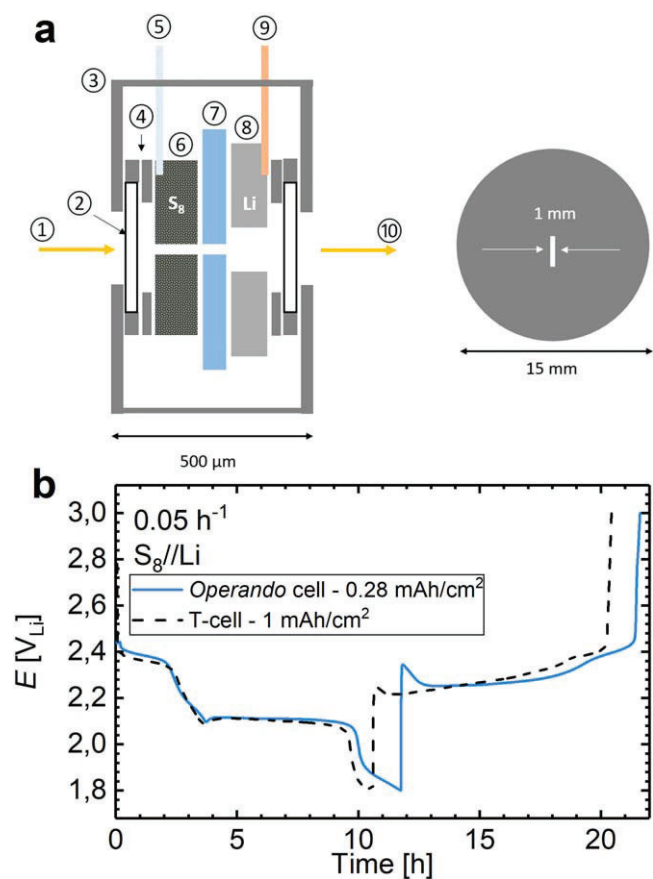 a
⑤
⑨
③
④
⑦
⑥
⑧
S₈
Li
②
①
⑩
1 mm
15 mm
500 µm
b
3,0
2,8
2,6
2,4
2,2
2,0
1,8
E [V_Li]
0.05 h⁻¹
S₈//Li
Operando cell - 0.28 mAh/cm²
T-cell - 1 mAh/cm²
0
5
10
15
20
Time [h]